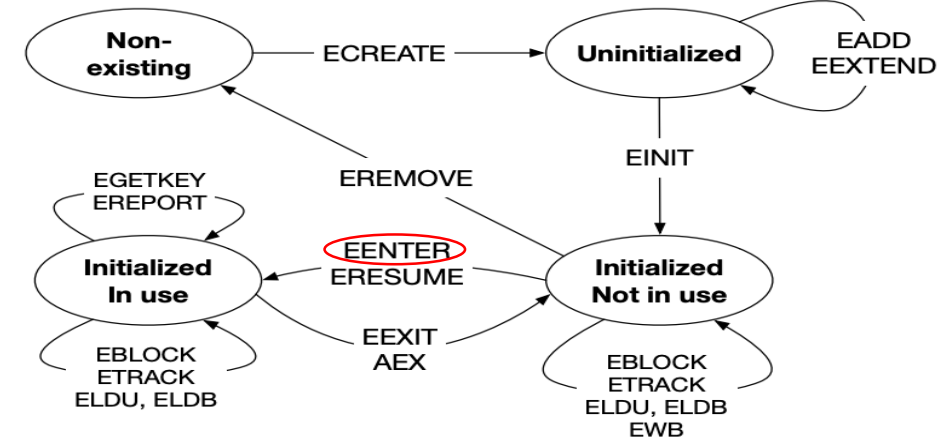 Non-
existing
ECREATE
Uninitialized
EADD
EEXTEND
EINIT
EREMOVE
EGETKEY
EREPORT
EENTER
ERESUME
Initialized
In use
Initialized
Not in use
EEXIT
AEX
EBLOCK
ETRACK
ELDU, ELDB
EBLOCK
ETRACK
ELDU, ELDB
EWB